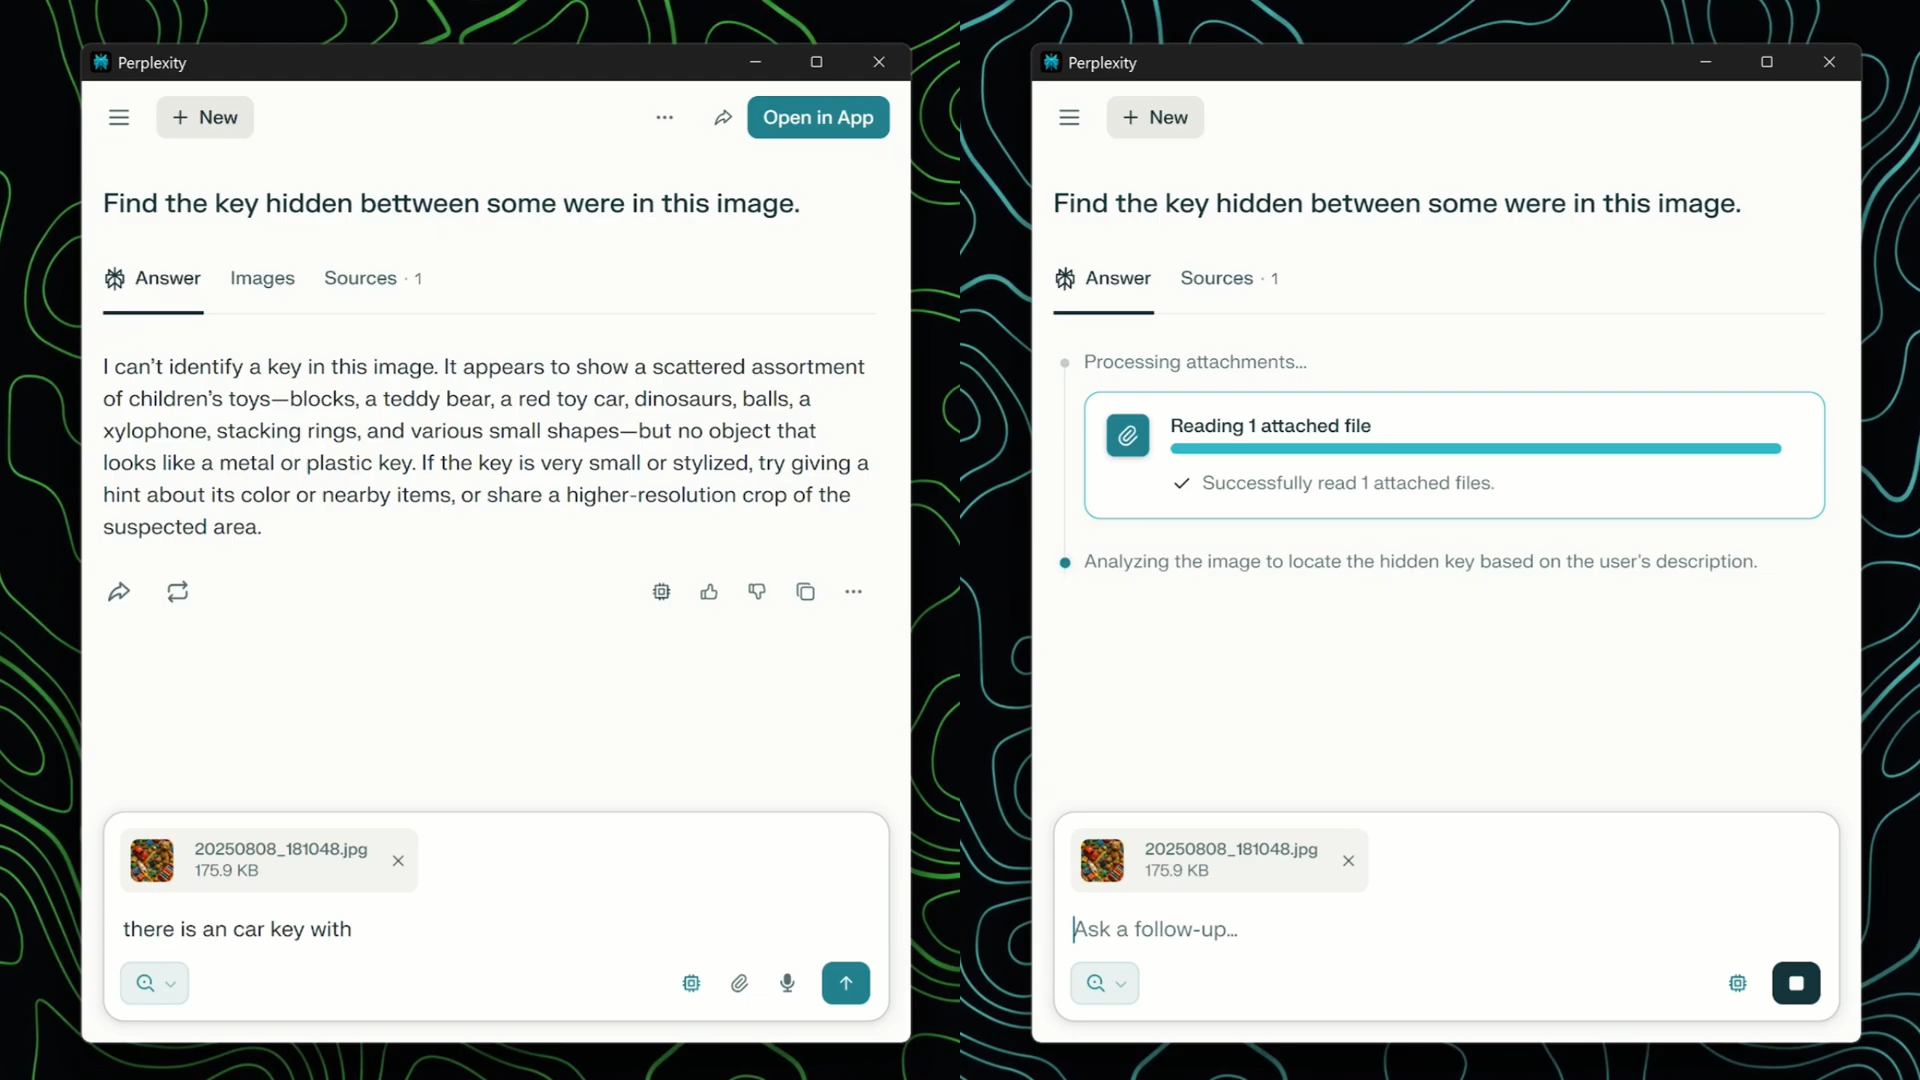 Perplexity
New
Open in App
Find the key hidden bettween some were in this image.
Answer
Images
Sources · 1
I can't identify a key in this image. It appears to show a scattered assortment
of children's toys—blocks, a teddy bear, a red toy car, dinosaurs, balls, a
xylophone, stacking rings, and various small shapes—but no object that
looks like a metal or plastic key. If the key is very small or stylized, try giving a
hint about its color or nearby items, or share a higher-resolution crop of the
suspected area.
20250808_181048.jpg
175.9 KB
there is an car key with
Perplexity
New
Find the key hidden between some were in this image.
Answer
Sources · 1
Processing attachments...
Reading 1 attached file
Successfully read 1 attached files.
Analyzing the image to locate the hidden key based on the user's description.
20250808_181048.jpg
175.9 KB
Ask a follow-up...